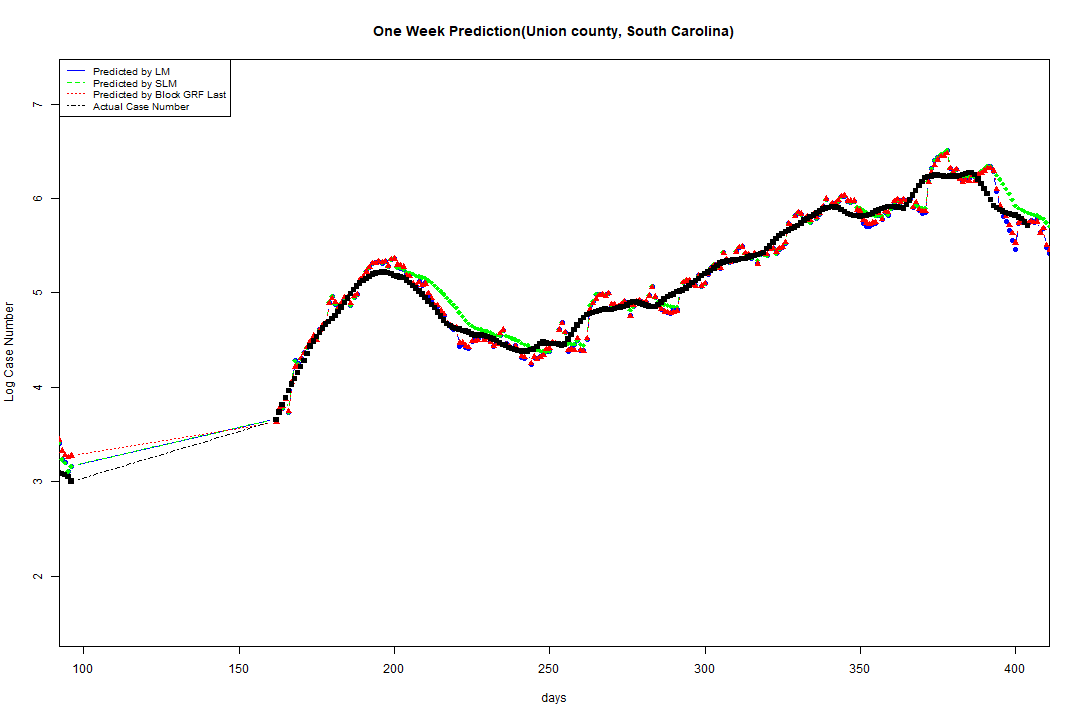 One Week Prediction(Union county, South Carolina)
Predicted by LM
Predicted by SLM
Predicted by Block GRF Last
Actual Case Number
7
6
5
4
3
2
Log Case Number
100 150 200 250 300 350 400
days